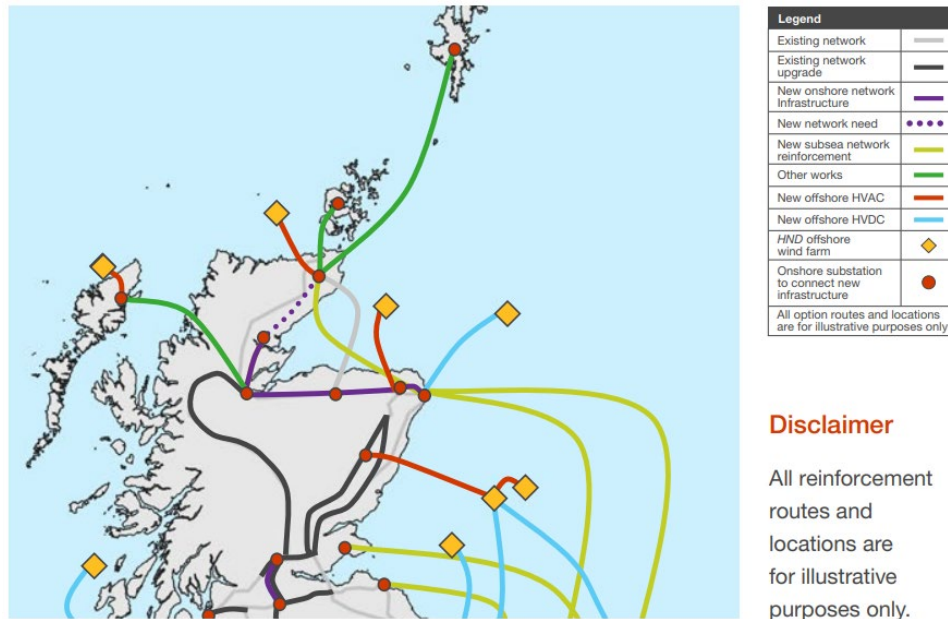 Legend
Existing network
Existing network
upgrade
New onshore network
Infrastructure
New network need
New subsea network
reinforcement
Other works
New offshore HVAC
New offshore HVDC
HND offshore
wind farm
Onshore substation
to connect new
infrastructure
All option routes and locations
are for illustrative purposes only
Disclaimer
All reinforcement
routes and
locations are
for illustrative
purposes only.